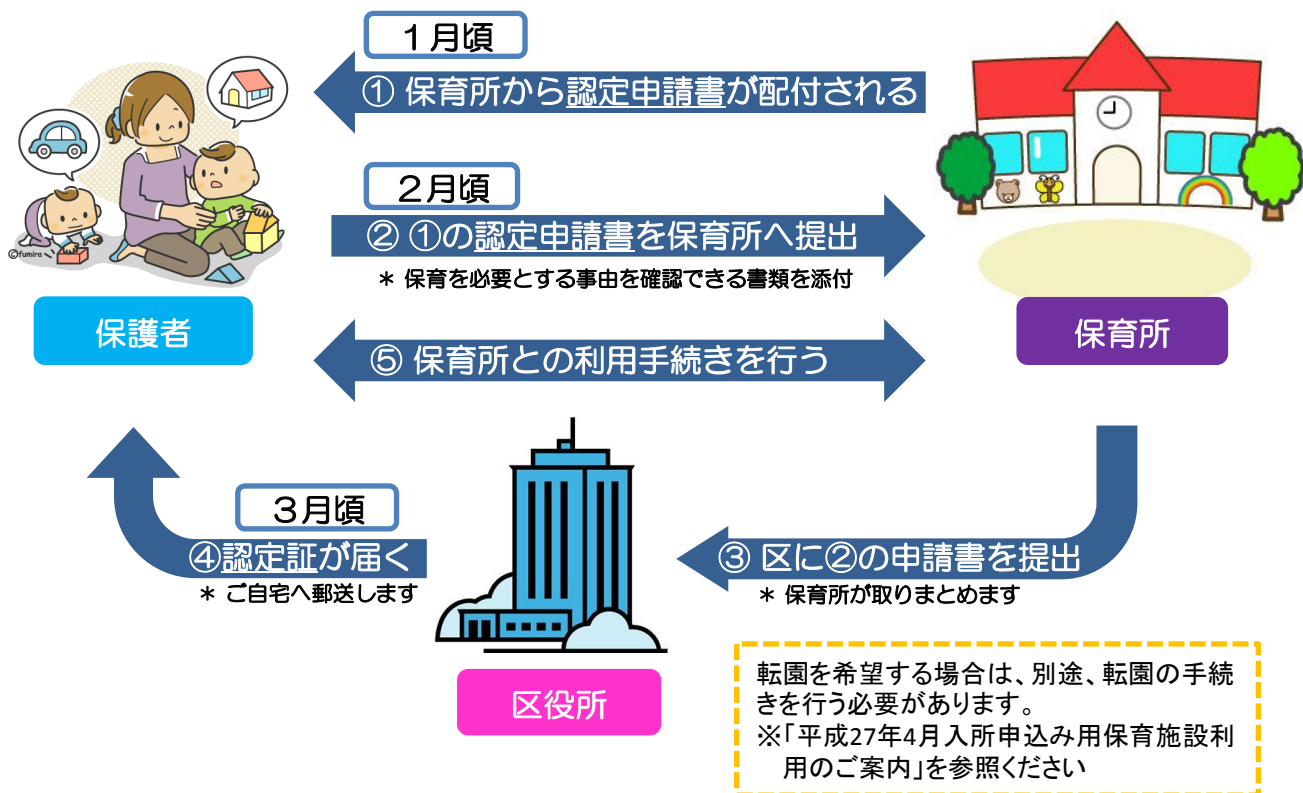 1月頃
① 保育所から認定申請書が配付される
2月頃
② ①の認定申請書を保育所へ提出
＊ 保育を必要とする事由を確認できる書類を添付
©fumira
保護者
保育所
⑤ 保育所との利用手続きを行う
3月頃
④認定証が届く
＊ ご自宅へ郵送します
③ 区に②の申請書を提出
＊ 保育所が取りまとめます
区役所
転園を希望する場合は、別途、転園の手続
きを行う必要があります。
※「平成27年4月入所申込み用保育施設利
用のご案内」を参照ください